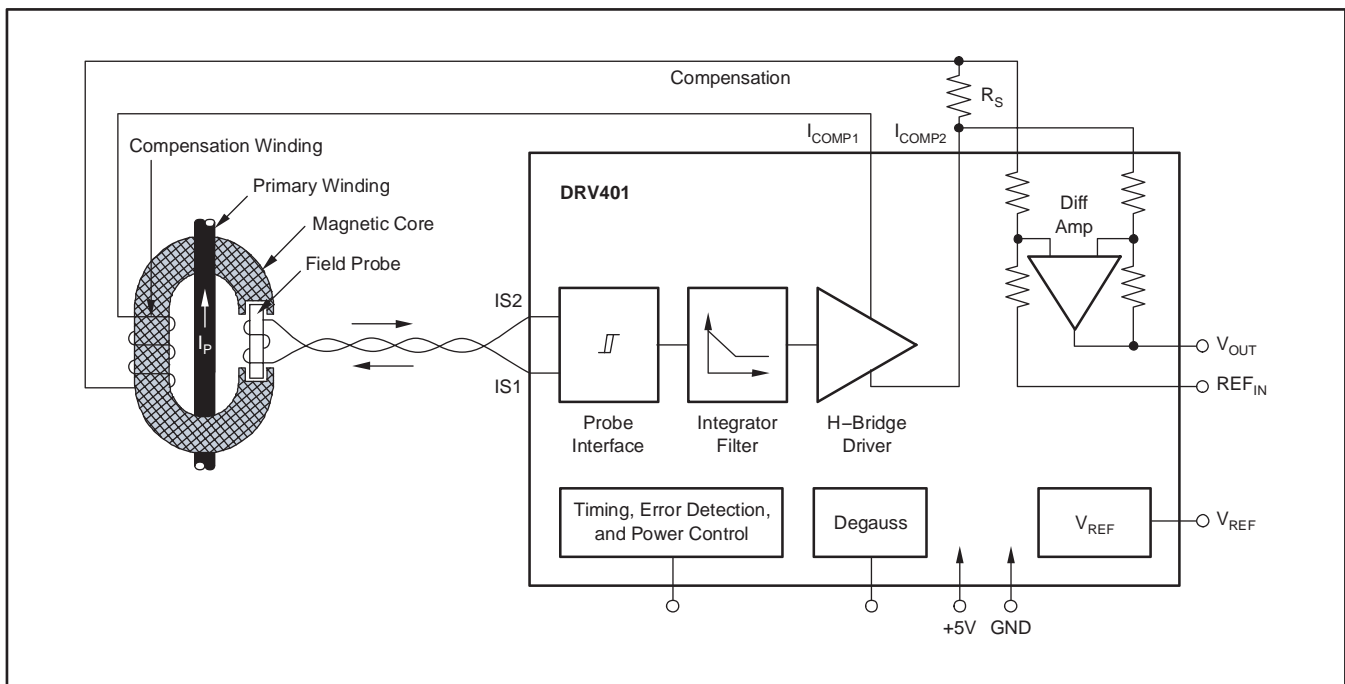 Compensation
R_S
I_COMP1
I_COMP2
Compensation Winding
Primary Winding
Magnetic Core
Field Probe
I_P
DRV401
Diff
Amp
IS2
IS1
Probe
Interface
Integrator
Filter
H−Bridge
Driver
V_OUT
REF_IN
Timing, Error Detection,
and Power Control
Degauss
V_REF
V_REF
+5V
GND